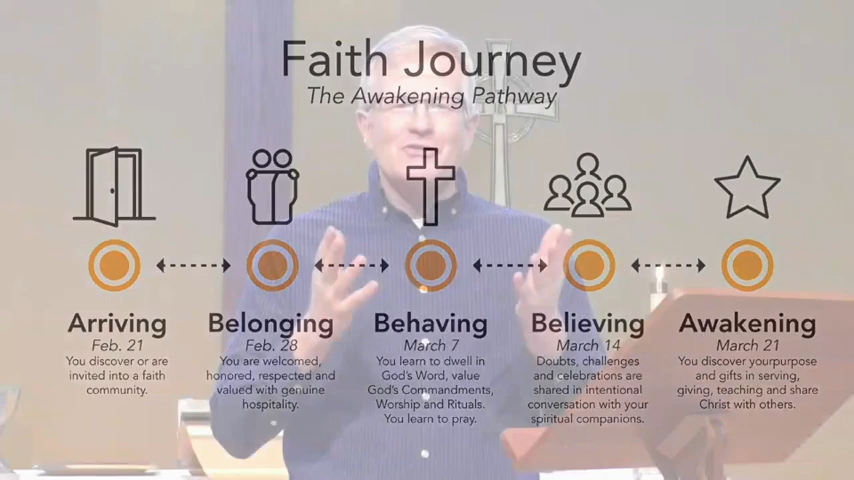 Faith Journey
The Awakening Pathway
Arriving
Feb. 21
You discover or are
invited into a faith
community.
Belonging
Feb. 28
You are welcomed,
honored, respected and
valued with genuine
hospitality.
Behaving
March 7
You learn to dwell in
God's Word, value
God's Commandments,
Worship and Rituals.
You learn to pray.
Believing
March 14
Doubts, challenges
and celebrations are
shared in intentional
conversation with your
spiritual companions.
Awakening
March 21
You discover yourpurpose
and gifts in serving,
giving, teaching and share
Christ with others.